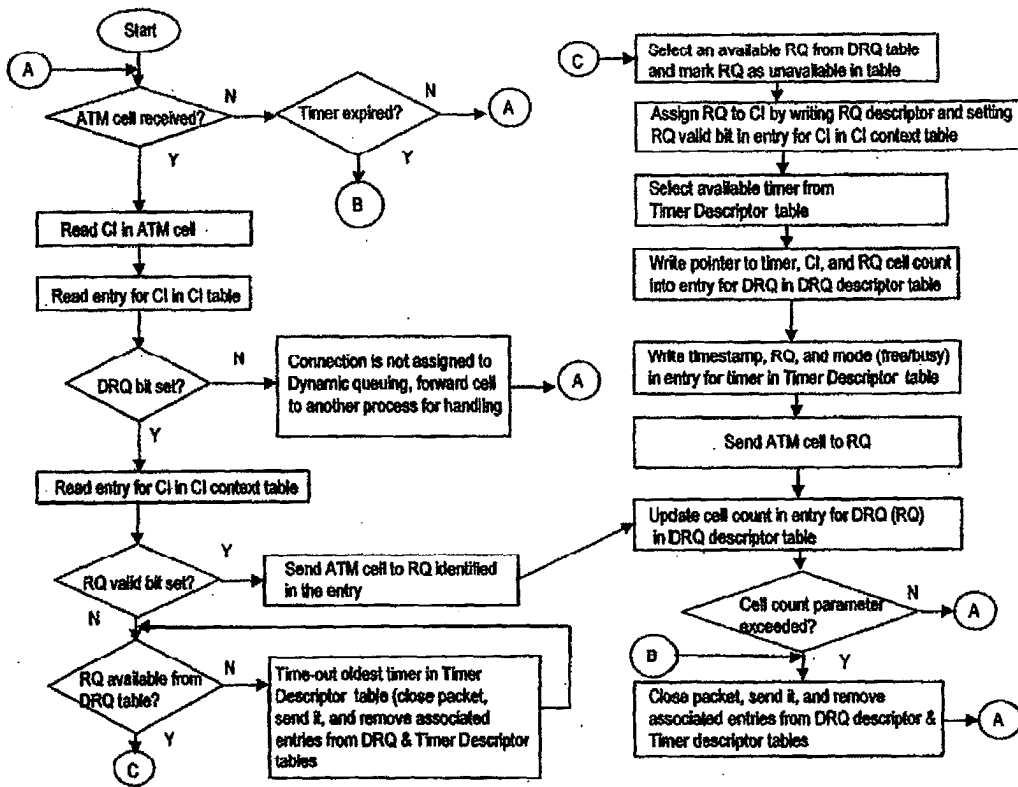 Start
A
ATM cell received?
N
Timer expired?
N
A
Y
Y
B
Read CI in ATM cell
Read entry for CI in CI table
DRQ bit set?
N
Connection is not assigned to
Dynamic queuing, forward cell
to another process for handling
A
Y
Read entry for CI in CI context table
RQ valid bit set?
Y
Send ATM cell to RQ identified
in the entry
N
RQ available from
DRQ table?
N
Time-out oldest timer in Timer
Descriptor table (close packet,
send it, and remove associated
entries from DRQ & Timer Descriptor
tables
Y
C
C
Select an available RQ from DRQ table
and mark RQ as unavailable in table
Assign RQ to CI by writing RQ descriptor and setting
RQ valid bit in entry for CI in CI context table
Select available timer from
Timer Descriptor table
Write pointer to timer, CI, and RQ cell count
into entry for DRQ in DRQ descriptor table
Write timestamp, RQ, and mode (free/busy)
in entry for timer in Timer Descriptor table
Send ATM cell to RQ
Update cell count in entry for DRQ (RQ)
in DRQ descriptor table
Cell count parameter
exceeded?
N
A
B
Y
Close packet, send it, and remove
associated entries from DRQ descriptor &
Timer descriptor tables
A